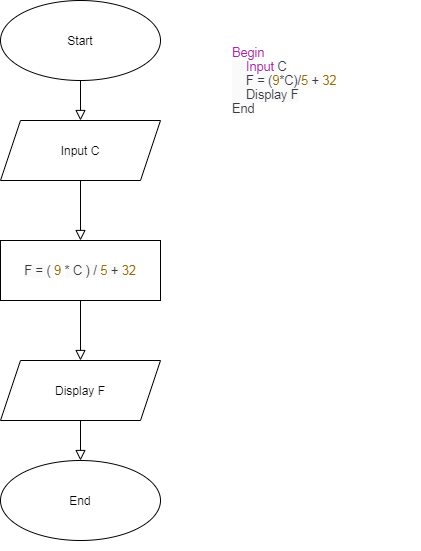 Start
Input C
F = ( 9 * C ) / 5 + 32
Display F
End
Begin
Input C
F = (9*C)/5 + 32
Display F
End